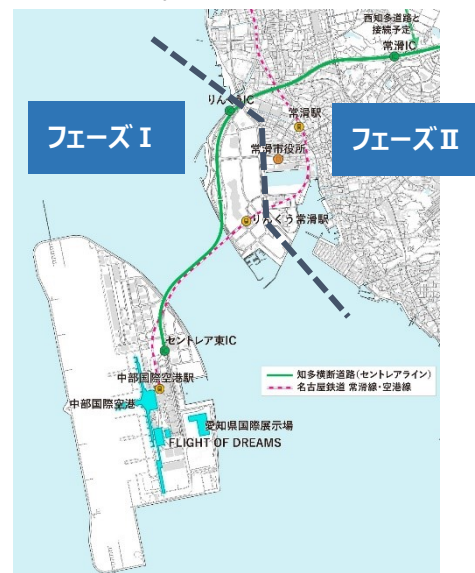 西知多道路と
接続予定
常滑IC
りんくうIC
常滑駅
フェーズⅠ
フェーズⅡ
常滑市役所
りんくう常滑駅
セントレア東IC
知多横断道路(セントレアライン)
名古屋鉄道 常滑線・空港線
中部国際空港駅
中部国際空港
愛知県国際展示場
FLIGHT OF DREAMS